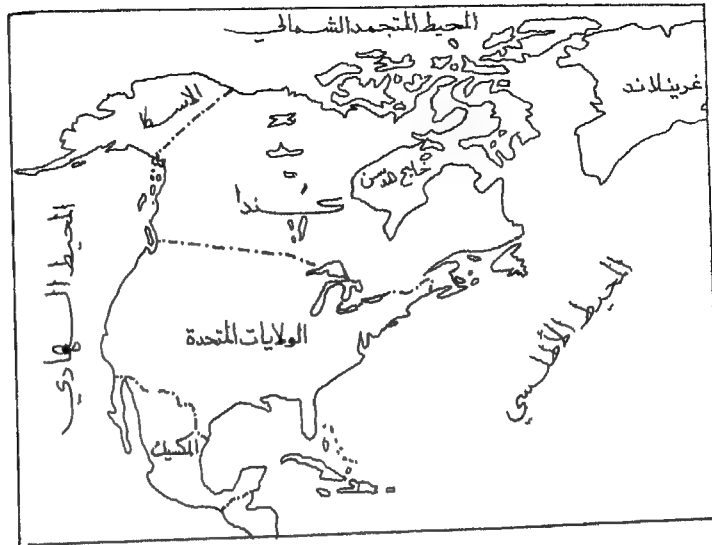 المحيط المتجمد الشمالي
غرينلاند
الاسكا
خليج هدسن
كندا
المحيط الهادي
المحيط الأطلسي
الولايات المتحدة
المكسيك